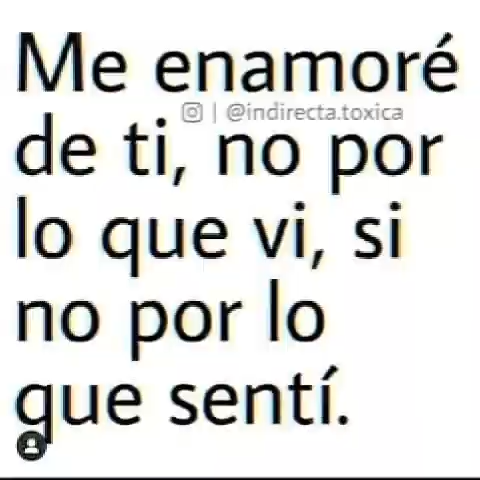 Me enamoré
| @indirecta.toxica
de ti, no por
lo que vi, si
no por lo
que sentí.